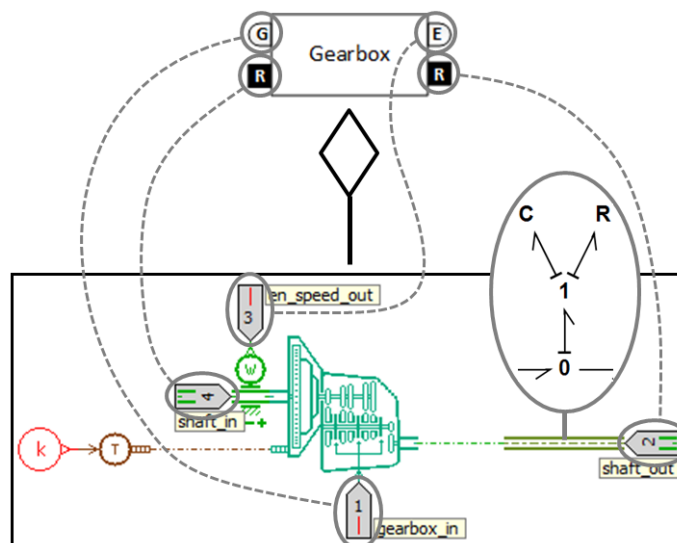 G
Gearbox
E
R
R
C
R
1
0
en_speed_out
3
w
4
shaft_in
k
T
2
shaft_out
1
gearbox_in